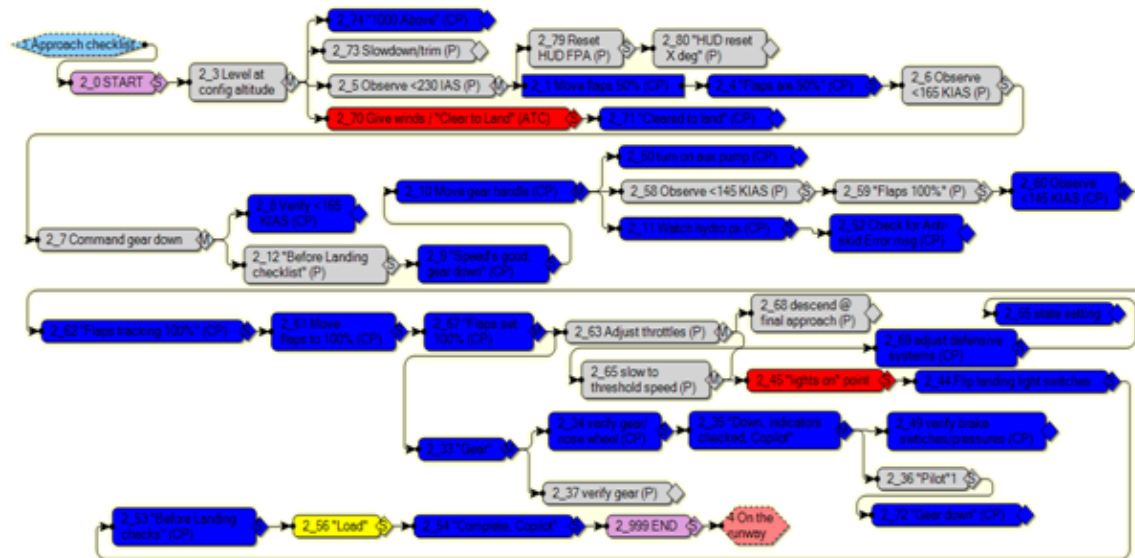 2_74 "1000 Above" (CP)
3 Approach checklist
2_73 Slowdown/trim (P)
2_79 Reset
HUD FPA (P)
2_80 "HUD reset
X deg" (P)
2_0 START
S
2_3 Level at
config altitude
M
2_5 Observe <230 IAS (P)
M
2_1 Move flaps 50% (CP)
2_4 "Flaps are 50%" (CP)
2_6 Observe
<165 KIAS (P)
S
2_70 Give winds / "Clear to Land" (ATC)
S
2_71 "Cleared to land" (CP)
2_50 turn on aux pump (CP)
2_10 Move gear handle (CP)
2_58 Observe <145 KIAS (P)
S
2_59 "Flaps 100%" (P)
S
2_60 Observe
<145 KIAS (CP)
2_8 Verify <165
KIAS (CP)
2_7 Command gear down
M
2_11 Watch hydro px (CP)
2_52 Check for Anti-
skid Error msg (CP)
2_12 "Before Landing
checklist" (P)
S
2_9 "Speed's good,
gear down" (CP)
2_68 descend @
final approach (P)
2_55 state setting
2_62 "Flaps tracking 100%" (CP)
2_61 Move
flaps to 100% (CP)
2_67 "Flaps set
100% (CP)
2_63 Adjust throttles (P)
M
2_69 adjust defensive
systems (CP)
2_65 slow to
threshold speed (P)
M
2_45 "lights on" point
S
2_44 Flip landing light switches
2_33 "Gear"
2_34 verify gear/
nose wheel (CP)
2_35 "Down, indicators
checked, Copilot"
2_49 verify brake
switches/pressures (CP)
2_36 "Pilot"1
S
2_37 verify gear (P)
2_72 "Gear down" (CP)
2_53 "Before Landing
checks" (CP)
2_56 "Load"
S
2_54 "Complete, Copilot"
2_999 END
S
4 On the
runway